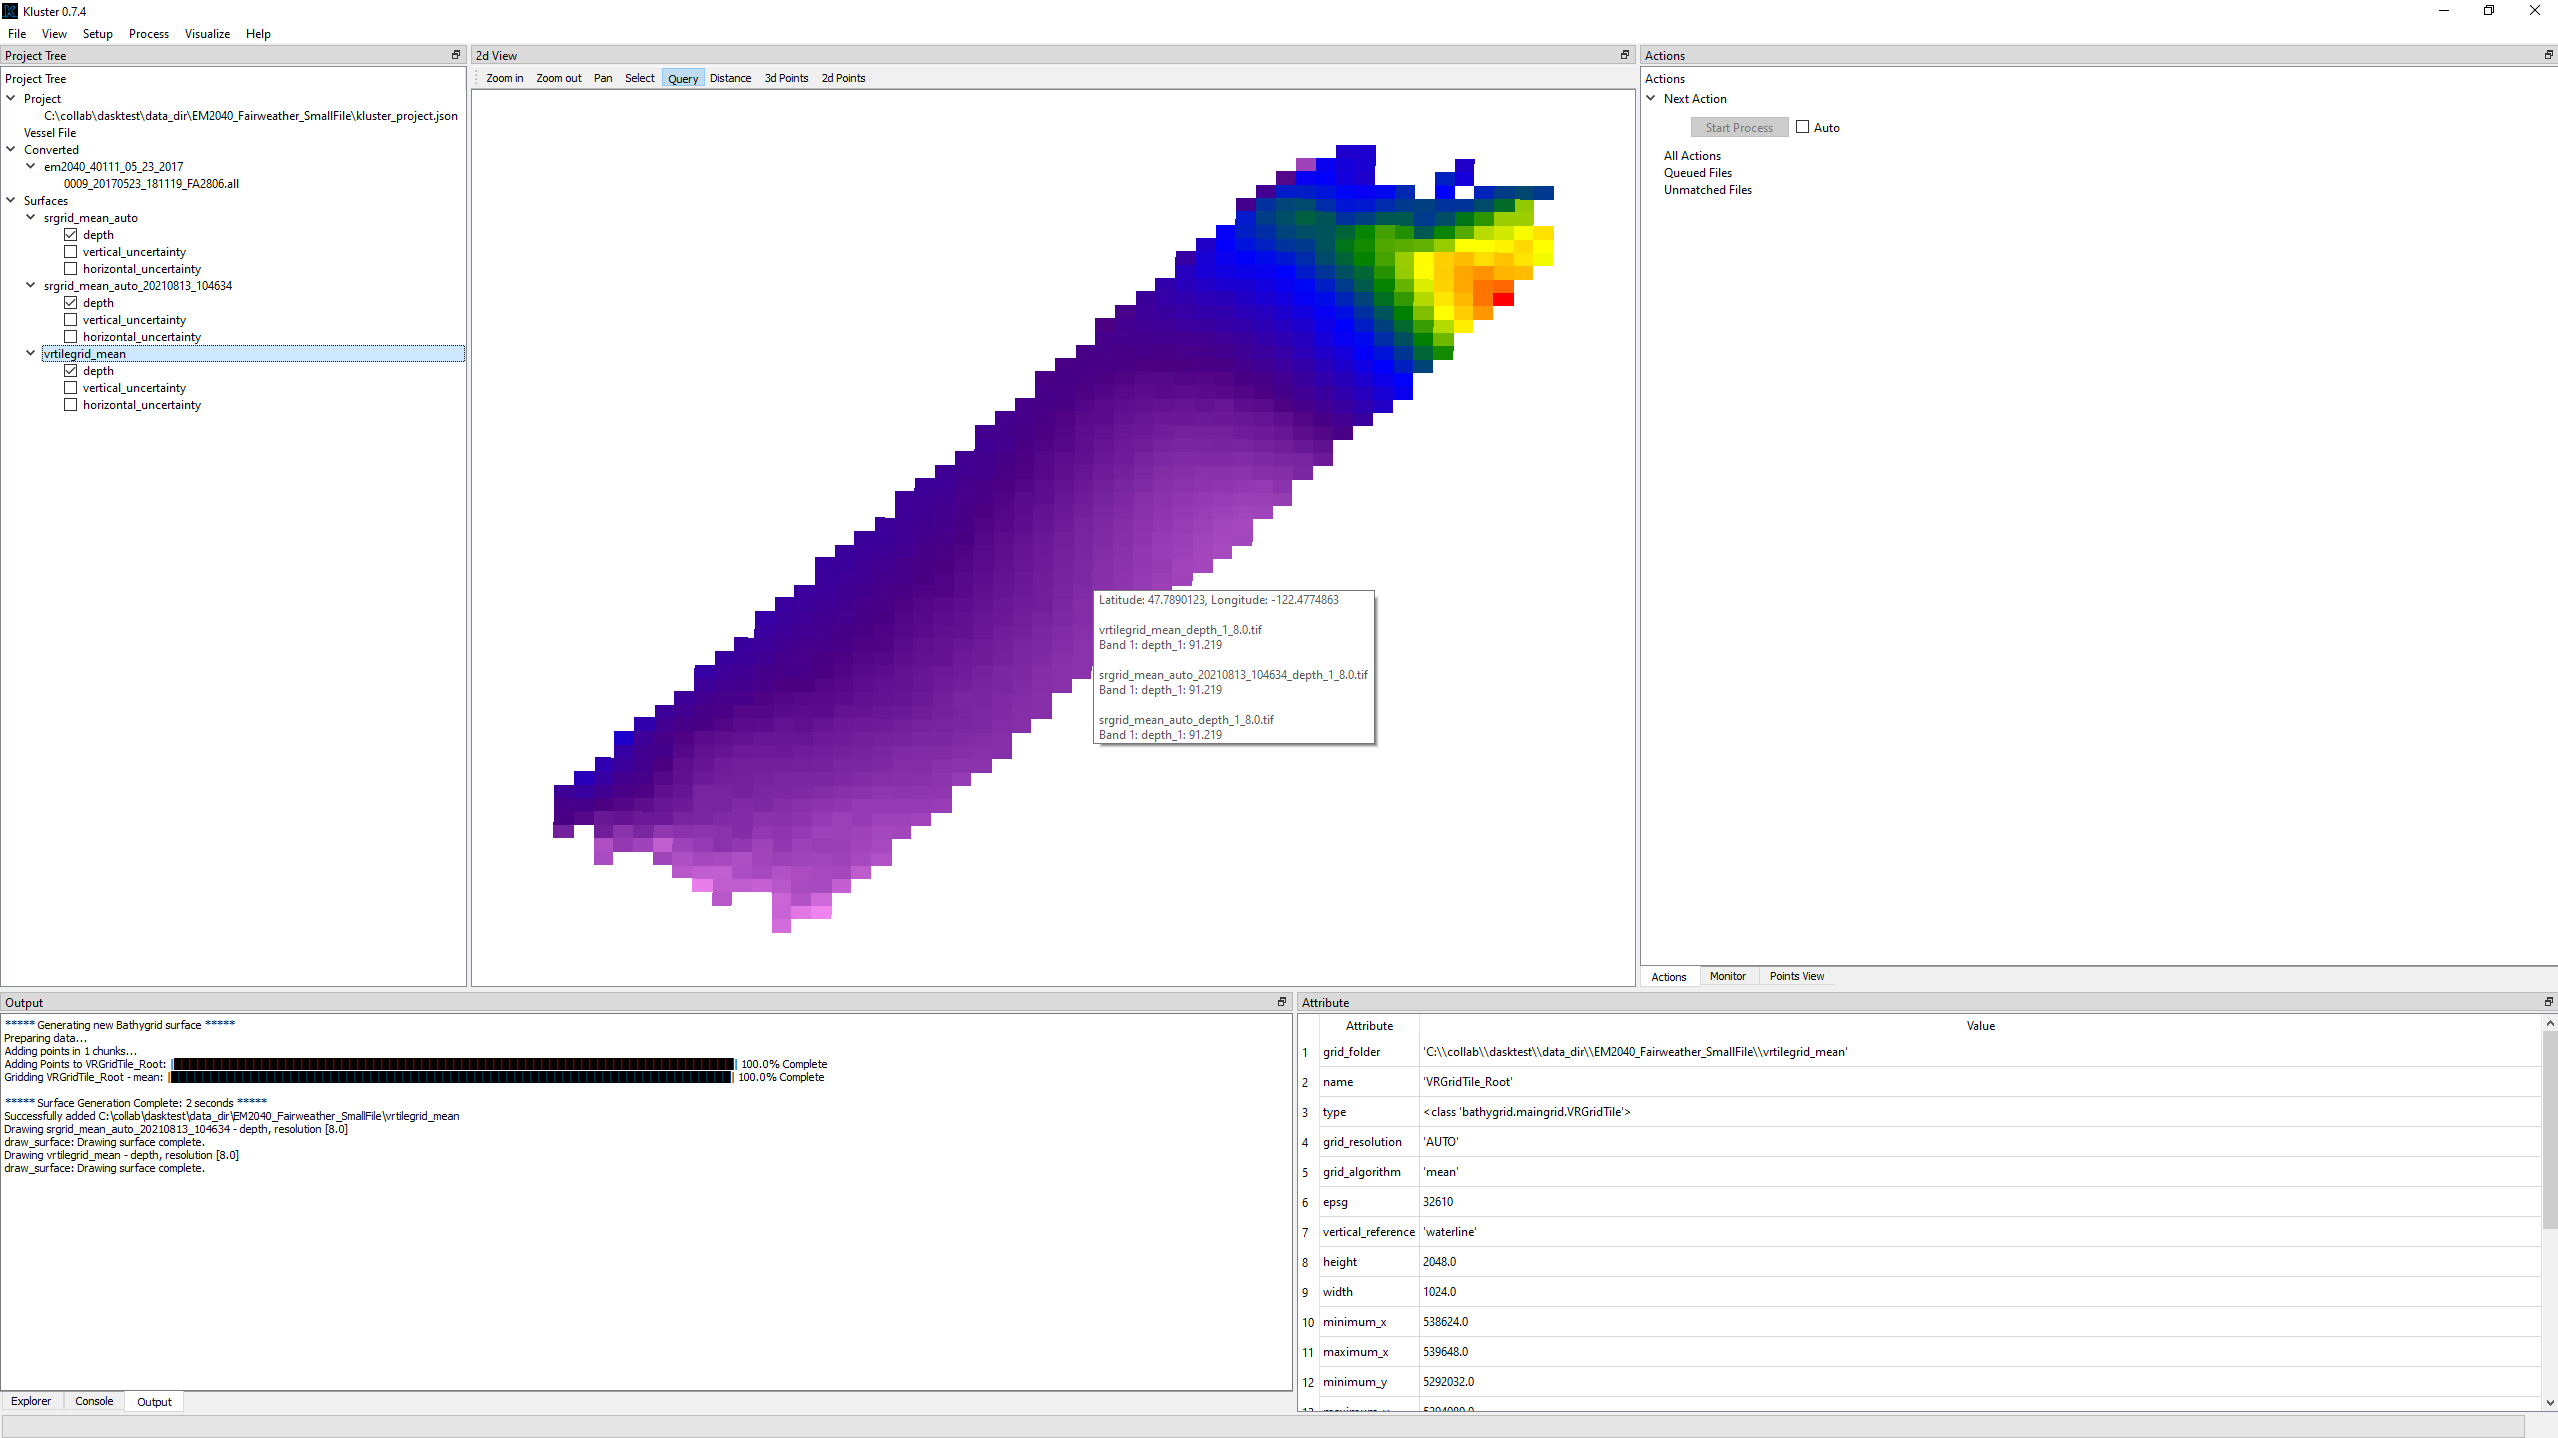 Kluster 0.7.4
File View Setup Process Visualize Help
Project Tree
Project Tree
Project
C:\collab\dasktest\data_dir\EM2040_Fairweather_SmallFile\kluster_project.json
Vessel File
Converted
em2040_40111_05_23_2017
0009_20170523_181119_FA2806.all
Surfaces
srgrid_mean_auto
depth
vertical_uncertainty
horizontal_uncertainty
srgrid_mean_auto_20210813_104634
depth
vertical_uncertainty
horizontal_uncertainty
vrtilegrid_mean
depth
vertical_uncertainty
horizontal_uncertainty
2d View
Zoom in Zoom out Pan Select Query Distance 3d Points 2d Points
Latitude: 47.7890123, Longitude: -122.4774863
vrtilegrid_mean_depth_1_8.0.tif
Band 1: depth_1: 91.219
srgrid_mean_auto_20210813_104634_depth_1_8.0.tif
Band 1: depth_1: 91.219
srgrid_mean_auto_depth_1_8.0.tif
Band 1: depth_1: 91.219
Actions
Actions
Next Action
Start Process Auto
All Actions
Queued Files
Unmatched Files
Actions Monitor Points View
Output
***** Generating new Bathygrid surface *****
Preparing data...
Adding points in 1 chunks...
Adding Points to VRGridTile_Root: 100.0% Complete
Gridding VRGridTile_Root - mean: 100.0% Complete
***** Surface Generation Complete: 2 seconds *****
Successfully added C:\collab\dasktest\data_dir\EM2040_Fairweather_SmallFile\vrtilegrid_mean
Drawing srgrid_mean_auto_20210813_104634 - depth, resolution [8.0]
draw_surface: Drawing surface complete.
Drawing vrtilegrid_mean - depth, resolution [8.0]
draw_surface: Drawing surface complete.
Explorer Console Output
Attribute
Attribute Value
1 grid_folder 'C:\\collab\\dasktest\\data_dir\\EM2040_Fairweather_SmallFile\\vrtilegrid_mean'
2 name 'VRGridTile_Root'
3 type <class 'bathygrid.maingrid.VRGridTile'>
4 grid_resolution 'AUTO'
5 grid_algorithm 'mean'
6 epsg 32610
7 vertical_reference 'waterline'
8 height 2048.0
9 width 1024.0
10 minimum_x 538624.0
11 maximum_x 539648.0
12 minimum_y 5292032.0